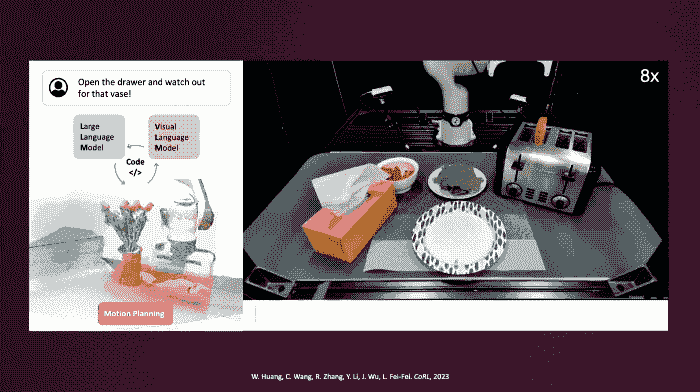 Open the drawer and watch out
for that vase!
Large
Language
Model
Visual
Language
Model
Code
</>
Motion Planning
8x
W. Huang, C. Wang, R. Zhang, Y. Li, J. Wu, L. Fei-Fei. CoRL, 2023